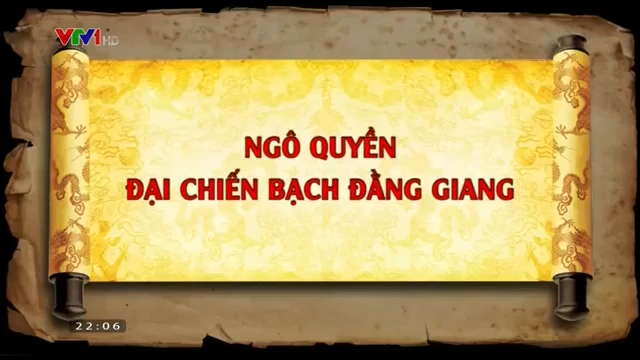 VTV1 HD
NGÔ QUYỀN
ĐẠI CHIẾN BẠCH ĐẰNG GIANG
22:06